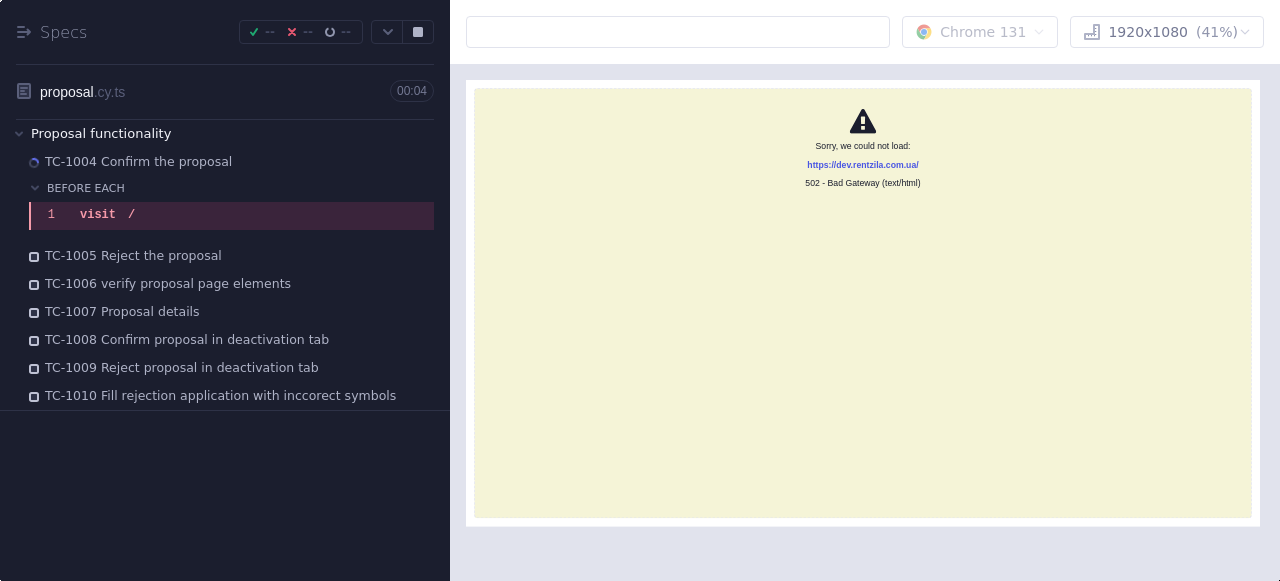 Specs
--
--
--
proposal.cy.ts
00:04
Proposal functionality
TC-1004 Confirm the proposal
BEFORE EACH
1 visit /
TC-1005 Reject the proposal
TC-1006 verify proposal page elements
TC-1007 Proposal details
TC-1008 Confirm proposal in deactivation tab
TC-1009 Reject proposal in deactivation tab
TC-1010 Fill rejection application with inccorect symbols
Chrome 131
1920x1080 (41%)
Sorry, we could not load:
https://dev.rentzila.com.ua/
502 - Bad Gateway (text/html)